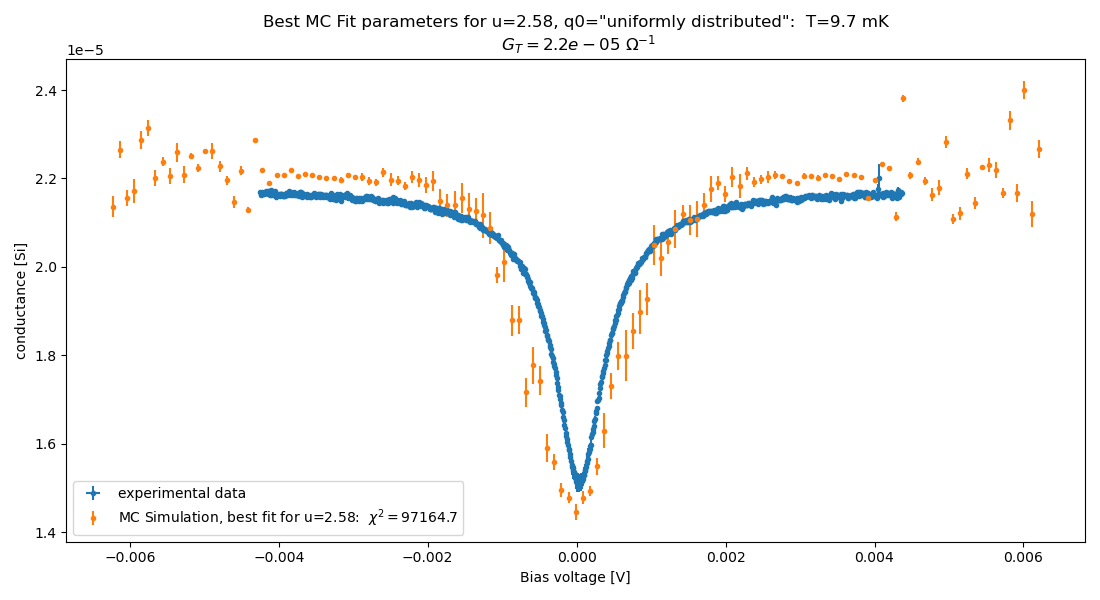 Best MC Fit parameters for u=2.58, q0="uniformly distributed":  T=9.7 mK
G_T = 2.2e − 05 Ω⁻¹
1e−5
2.4
2.2
2.0
1.8
1.6
1.4
conductance [Si]
experimental data
MC Simulation, best fit for u=2.58:  χ² = 97164.7
−0.006
−0.004
−0.002
0.000
0.002
0.004
0.006
Bias voltage [V]